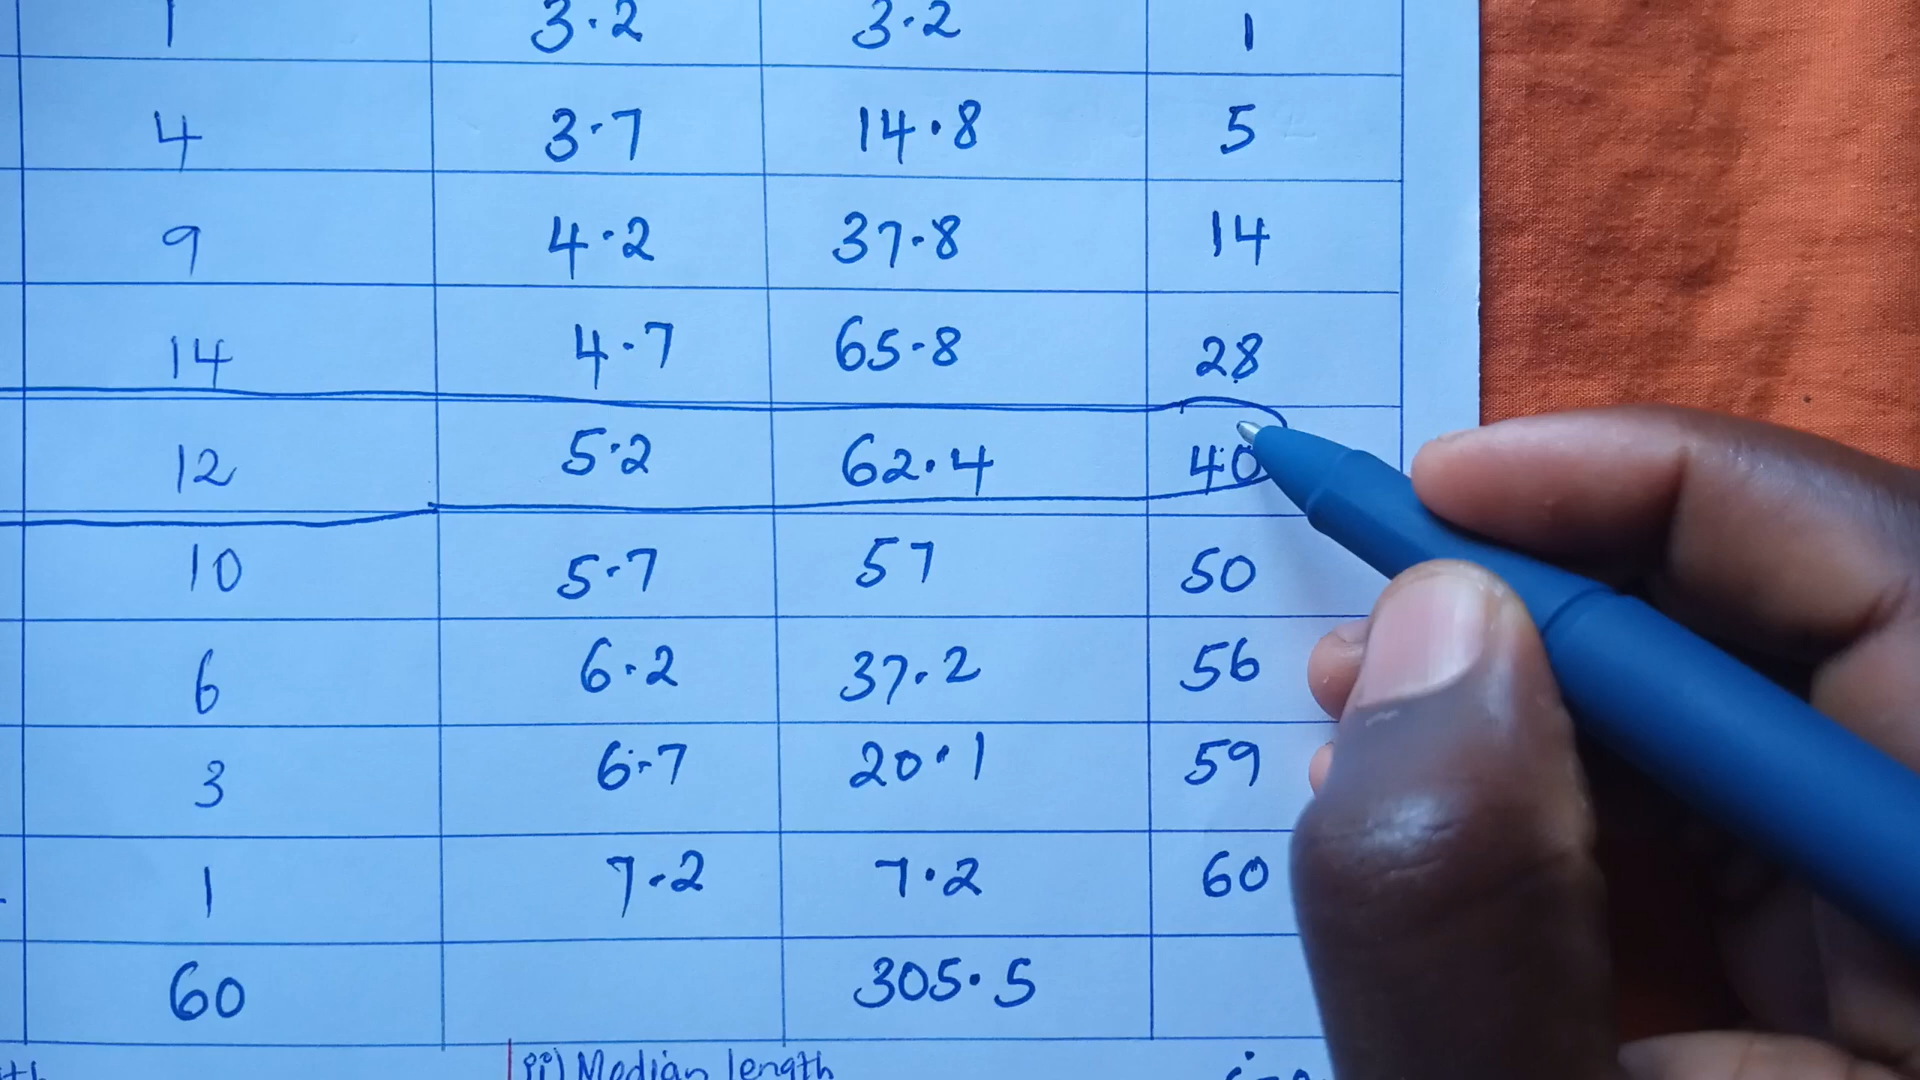 1 3.2 3.2 1
4 3.7 14.8 5
9 4.2 37.8 14
14 4.7 65.8 28
12 5.2 62.4 40
10 5.7 57 50
6 6.2 37.2 56
3 6.7 20.1 59
1 7.2 7.2 60
60 305.5
ii) Median length